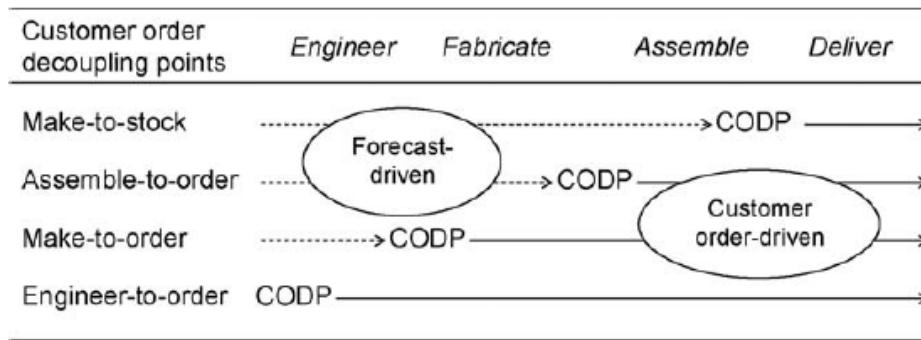 Customer order decoupling points
Engineer Fabricate Assemble Deliver
Make-to-stock CODP
Forecast-driven
Assemble-to-order CODP
Customer order-driven
Make-to-order CODP
Engineer-to-order CODP